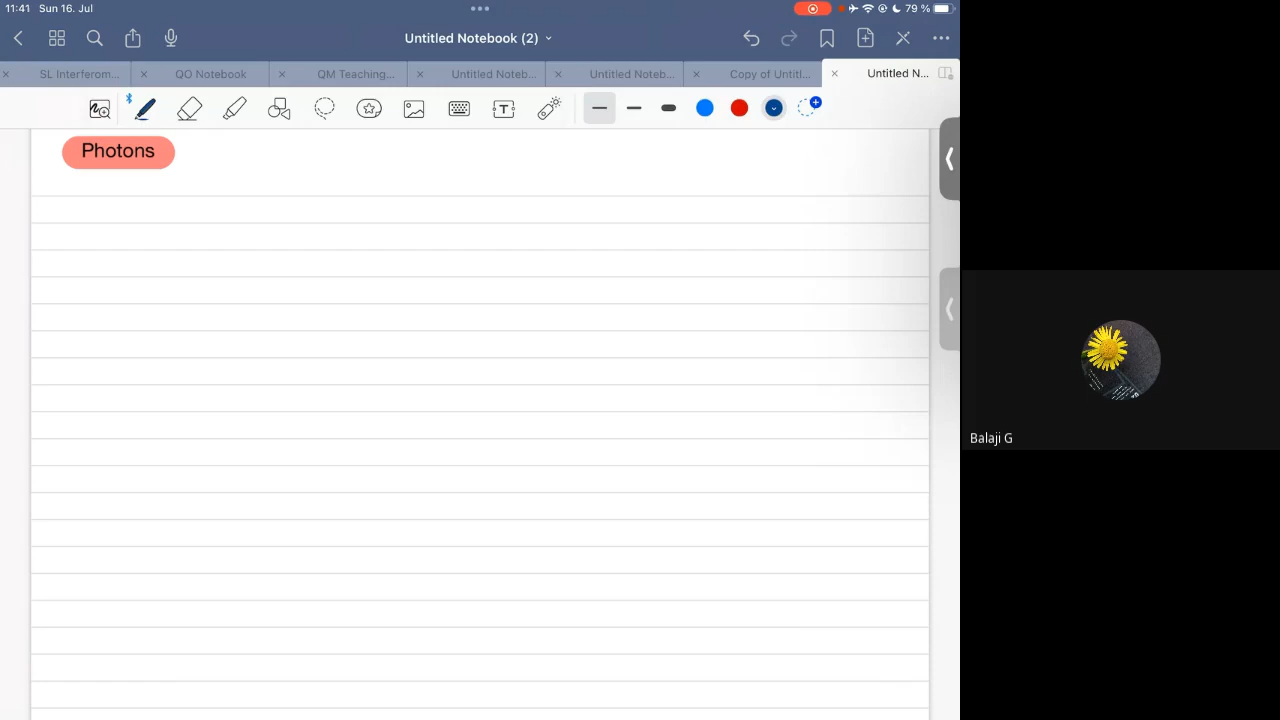 11:41 Sun 16. Jul
79 %
Untitled Notebook (2)
SL Interferom...
QO Notebook
QM Teaching...
Untitled Noteb...
Untitled Noteb...
Copy of Untitl...
Untitled N...
T
Photons
Balaji G